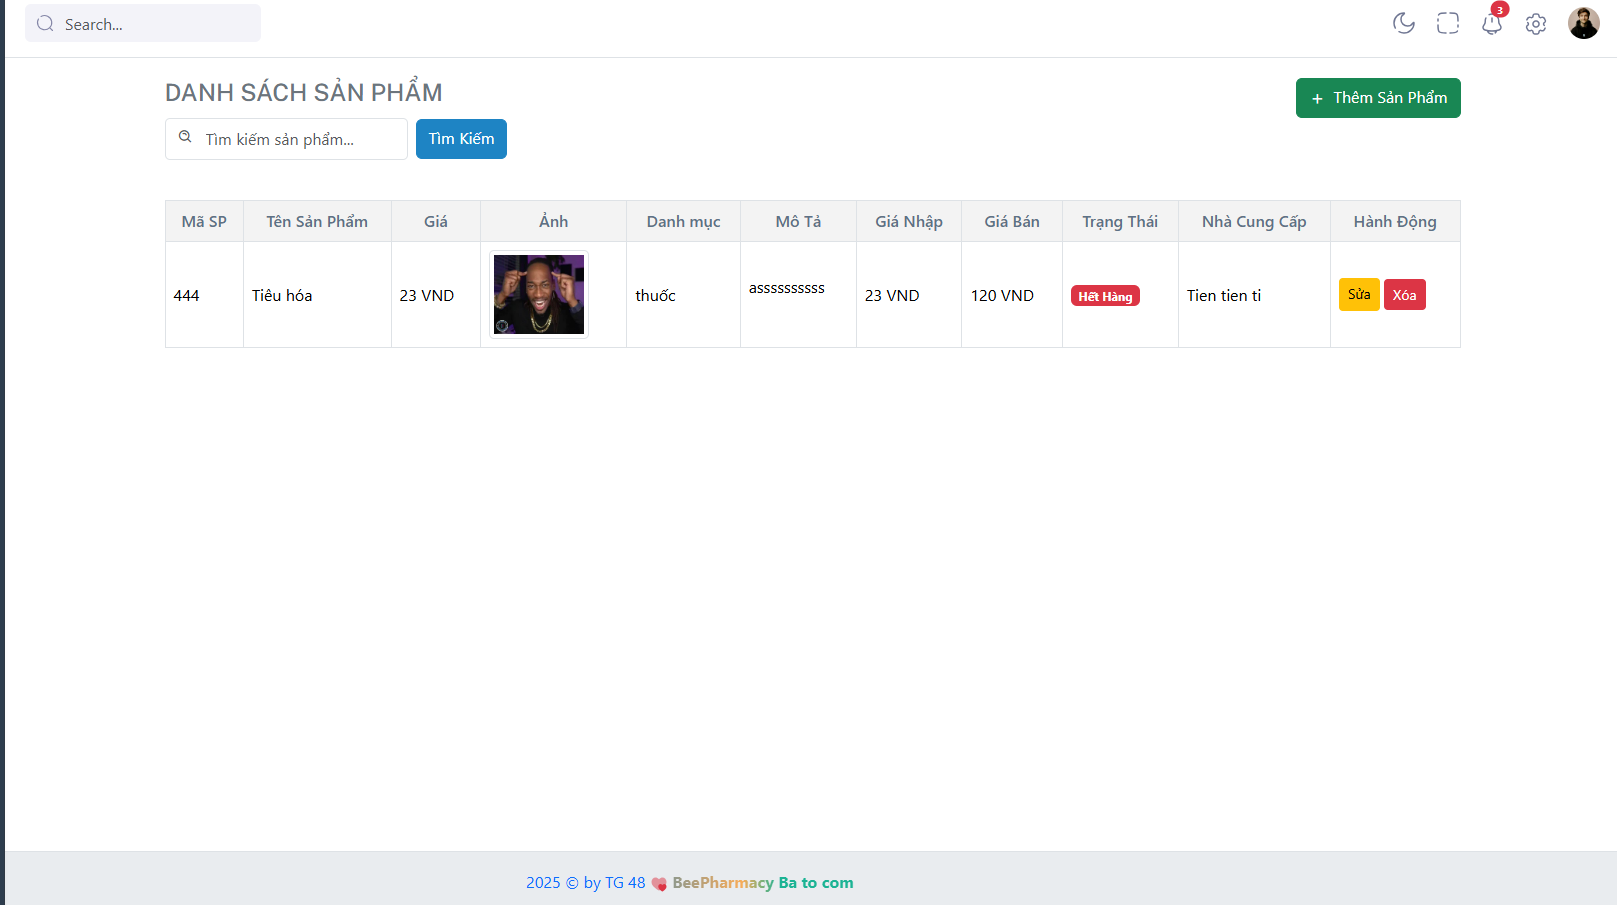 Search...
3
DANH SÁCH SẢN PHẨM
+ Thêm Sản Phẩm
Tìm kiếm sản phẩm...
Tìm Kiếm
Mã SP Tên Sản Phẩm Giá Ảnh Danh mục Mô Tả Giá Nhập Giá Bán Trạng Thái Nhà Cung Cấp Hành Động
444 Tiêu hóa 23 VND thuốc asssssssssss 23 VND 120 VND Hết Hàng Tien tien ti Sửa Xóa
2025 © by TG 48 BeePharmacy Ba to com